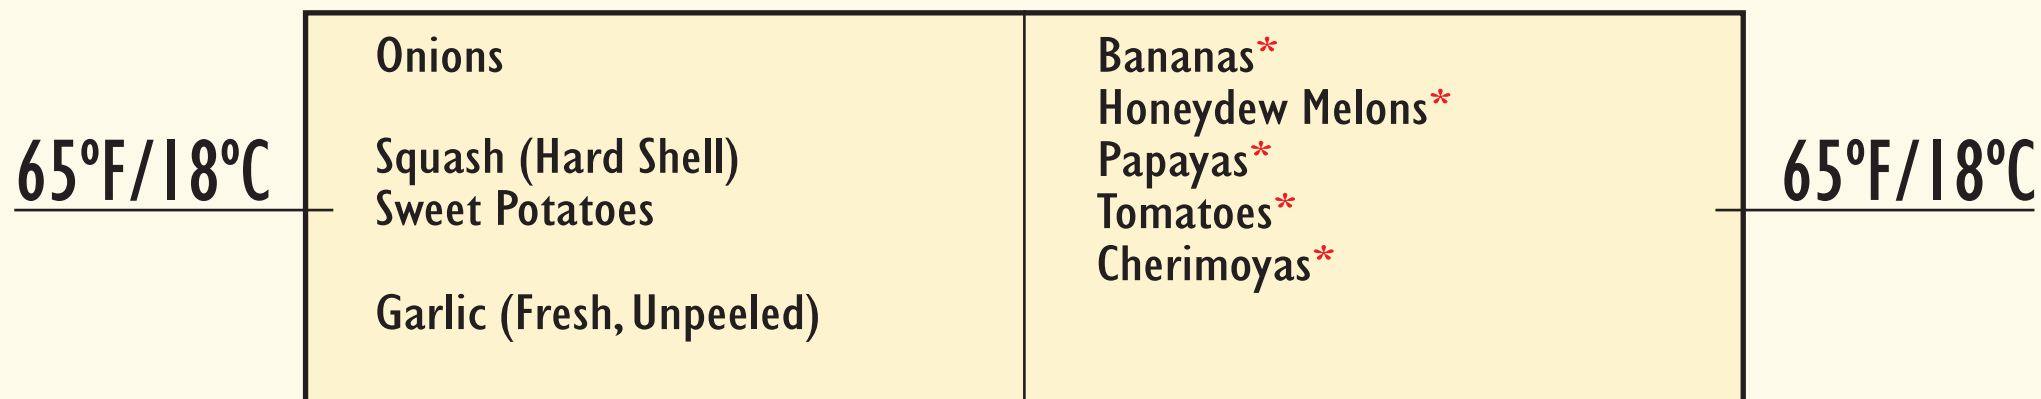 65ºF/18ºC
Onions
Squash (Hard Shell)
Sweet Potatoes
Garlic (Fresh, Unpeeled)
Bananas*
Honeydew Melons*
Papayas*
Tomatoes*
Cherimoyas*
65ºF/18ºC